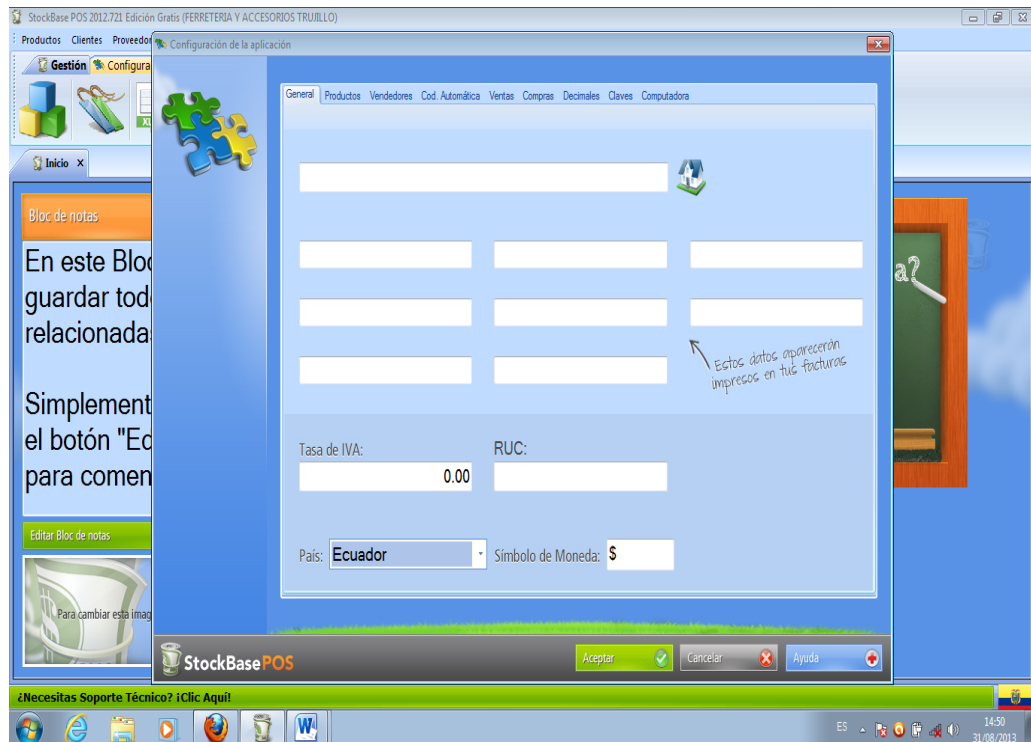 StockBase POS 2012.721 Edición Gratis (FERRETERIA Y ACCESORIOS TRUJILLO)
Productos Clientes Proveedor
Configuración de la aplicación
Gestión Configura
General Productos Vendedores Cod. Automática Ventas Compras Decimales Claves Computadora
Inicio X
Bloc de notas
En este Bloc
guardar tod
relacionada
a?
Estos datos aparecerán
impresos en tus facturas
Simplement
el botón "Ed
para comen
Tasa de IVA:
RUC:
0.00
Editar Bloc de notas
País: Ecuador
Símbolo de Moneda: $
Para cambiar esta imag
StockBase POS
Aceptar
Cancelar
Ayuda
¿Necesitas Soporte Técnico? ¡Clic Aquí!
ES
14:50
31/08/2013